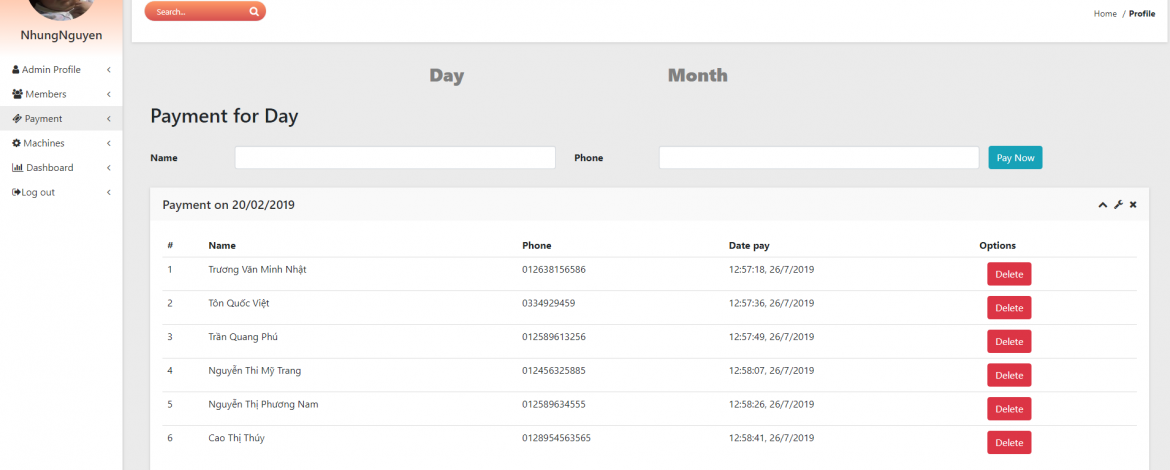 Search...
Home / Profile
NhungNguyen
Admin Profile
Members
Payment
Machines
Dashboard
Log out
Day Month
Payment for Day
Name Phone Pay Now
Payment on 20/02/2019
# Name Phone Date pay Options
1 Trương Văn Minh Nhật 012638156586 12:57:18, 26/7/2019 Delete
2 Tôn Quốc Việt 0334929459 12:57:36, 26/7/2019 Delete
3 Trần Quang Phú 012589613256 12:57:49, 26/7/2019 Delete
4 Nguyễn Thi Mỹ Trang 012456325885 12:58:07, 26/7/2019 Delete
5 Nguyễn Thị Phương Nam 012589634555 12:58:26, 26/7/2019 Delete
6 Cao Thị Thúy 0128954563565 12:58:41, 26/7/2019 Delete